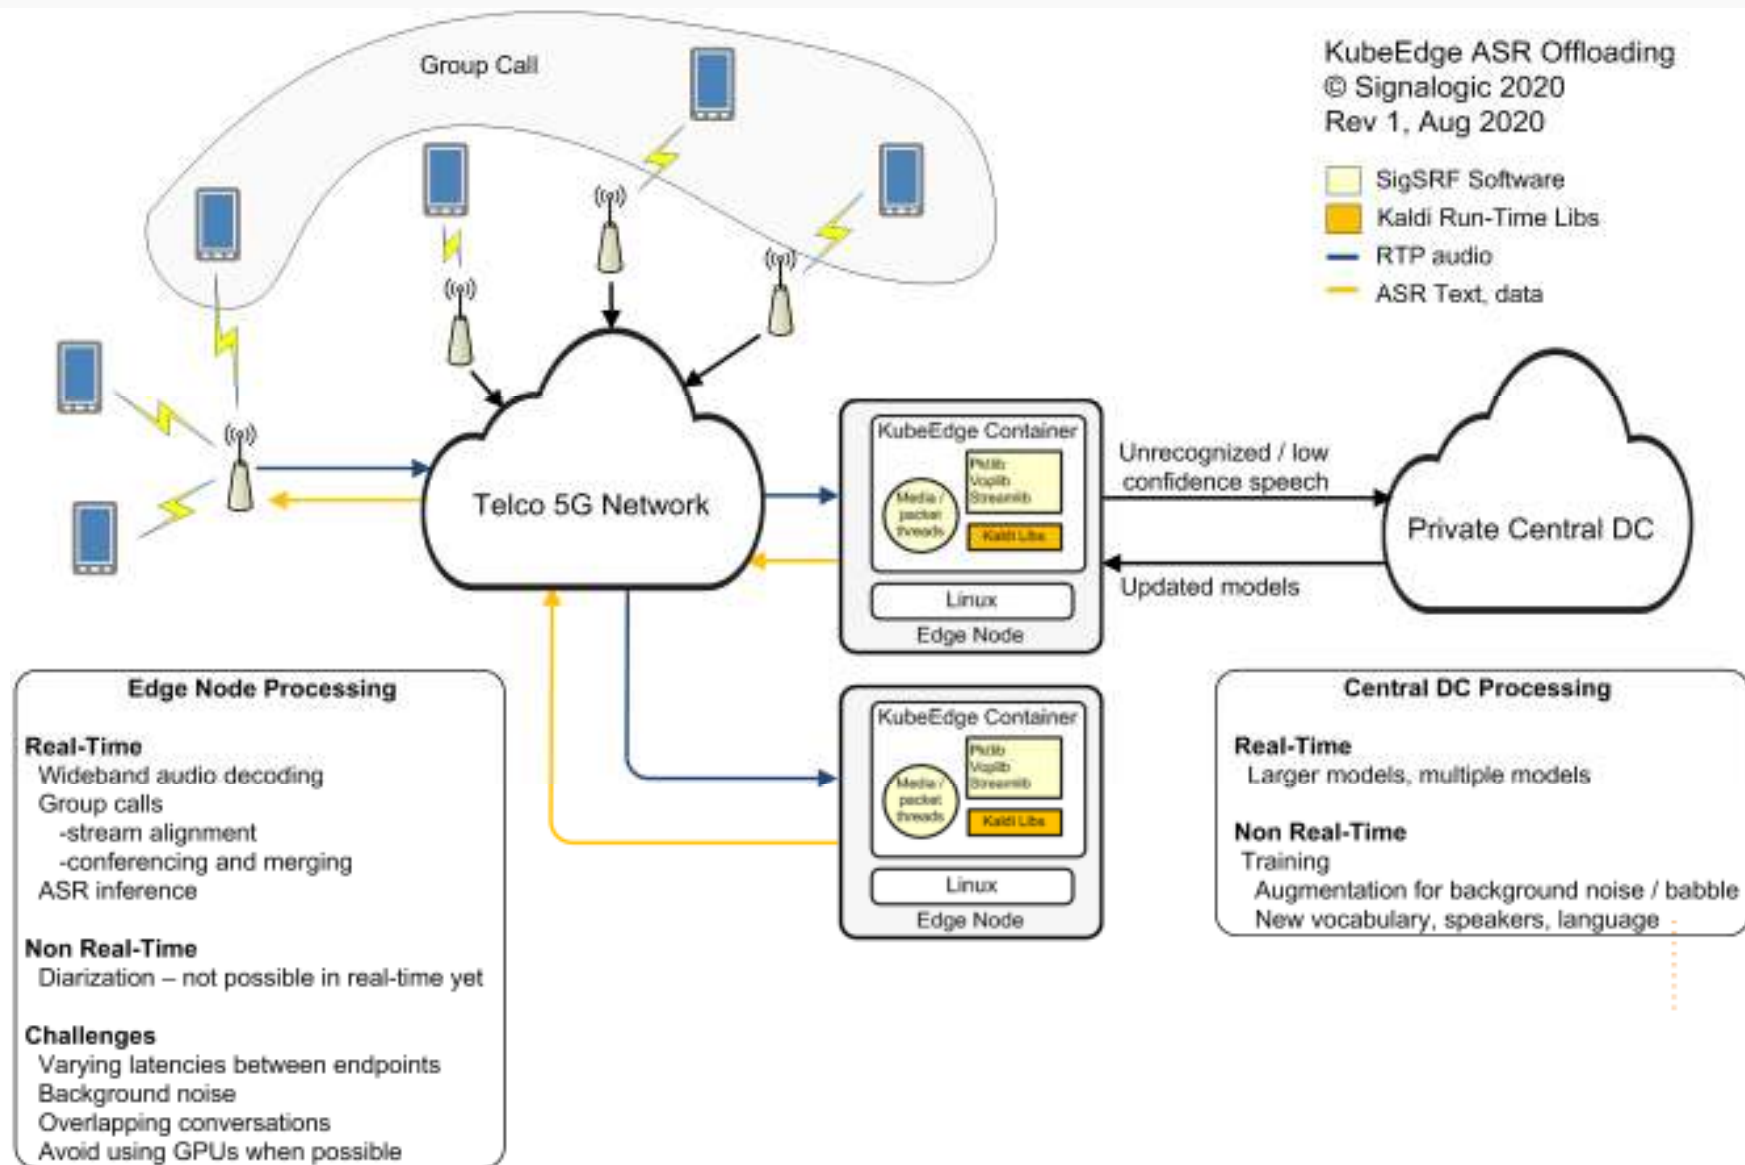 Group Call
KubeEdge ASR Offloading
© Signalogic 2020
Rev 1, Aug 2020
SigSRF Software
Kaldi Run-Time Libs
RTP audio
ASR Text, data
Telco 5G Network
KubeEdge Container
Pktlib
Voplib
Streamlib
Media /
packet
threads
Kaldi Libs
Linux
Edge Node
Unrecognized / low
confidence speech
Updated models
Private Central DC
KubeEdge Container
Pktlib
Voplib
Streamlib
Media /
packet
threads
Kaldi Libs
Linux
Edge Node
Edge Node Processing
Real-Time
Wideband audio decoding
Group calls
-stream alignment
-conferencing and merging
ASR inference
Non Real-Time
Diarization – not possible in real-time yet
Challenges
Varying latencies between endpoints
Background noise
Overlapping conversations
Avoid using GPUs when possible
Central DC Processing
Real-Time
Larger models, multiple models
Non Real-Time
Training
Augmentation for background noise / babble
New vocabulary, speakers, language